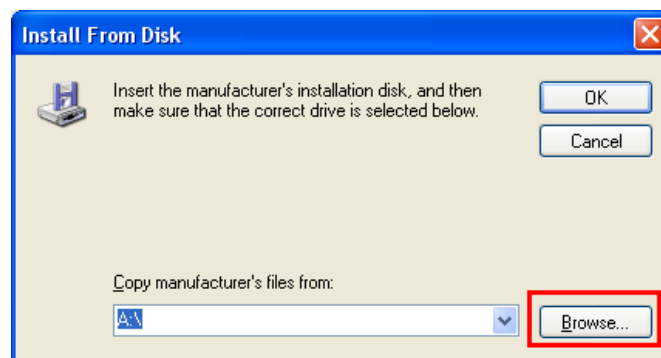 Install From Disk
Insert the manufacturer's installation disk, and then
make sure that the correct drive is selected below.
OK
Cancel
Copy manufacturer's files from:
A:\
Browse...